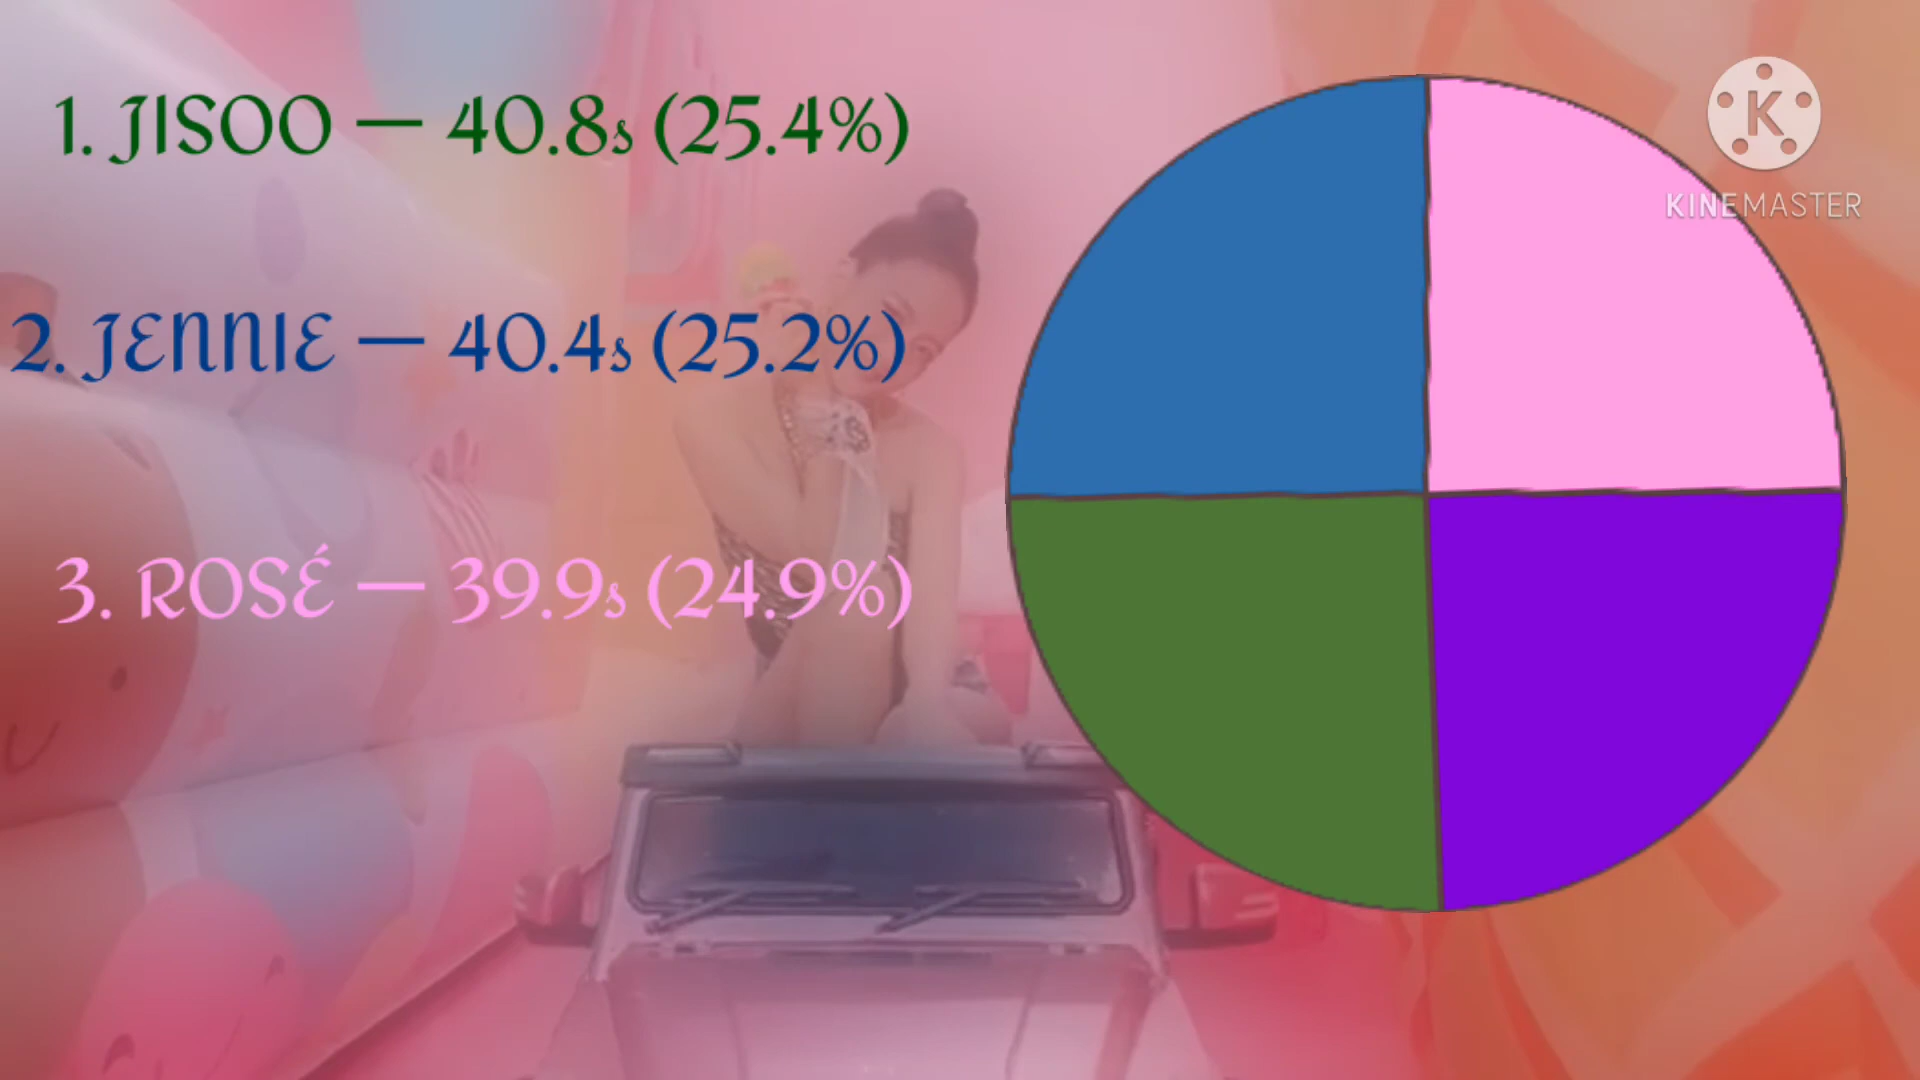 1. JISOO — 40.8s (25.4%)
2. JENNIE — 40.4s (25.2%)
3. ROSÉ — 39.9s (24.9%)
K
KINEMASTER